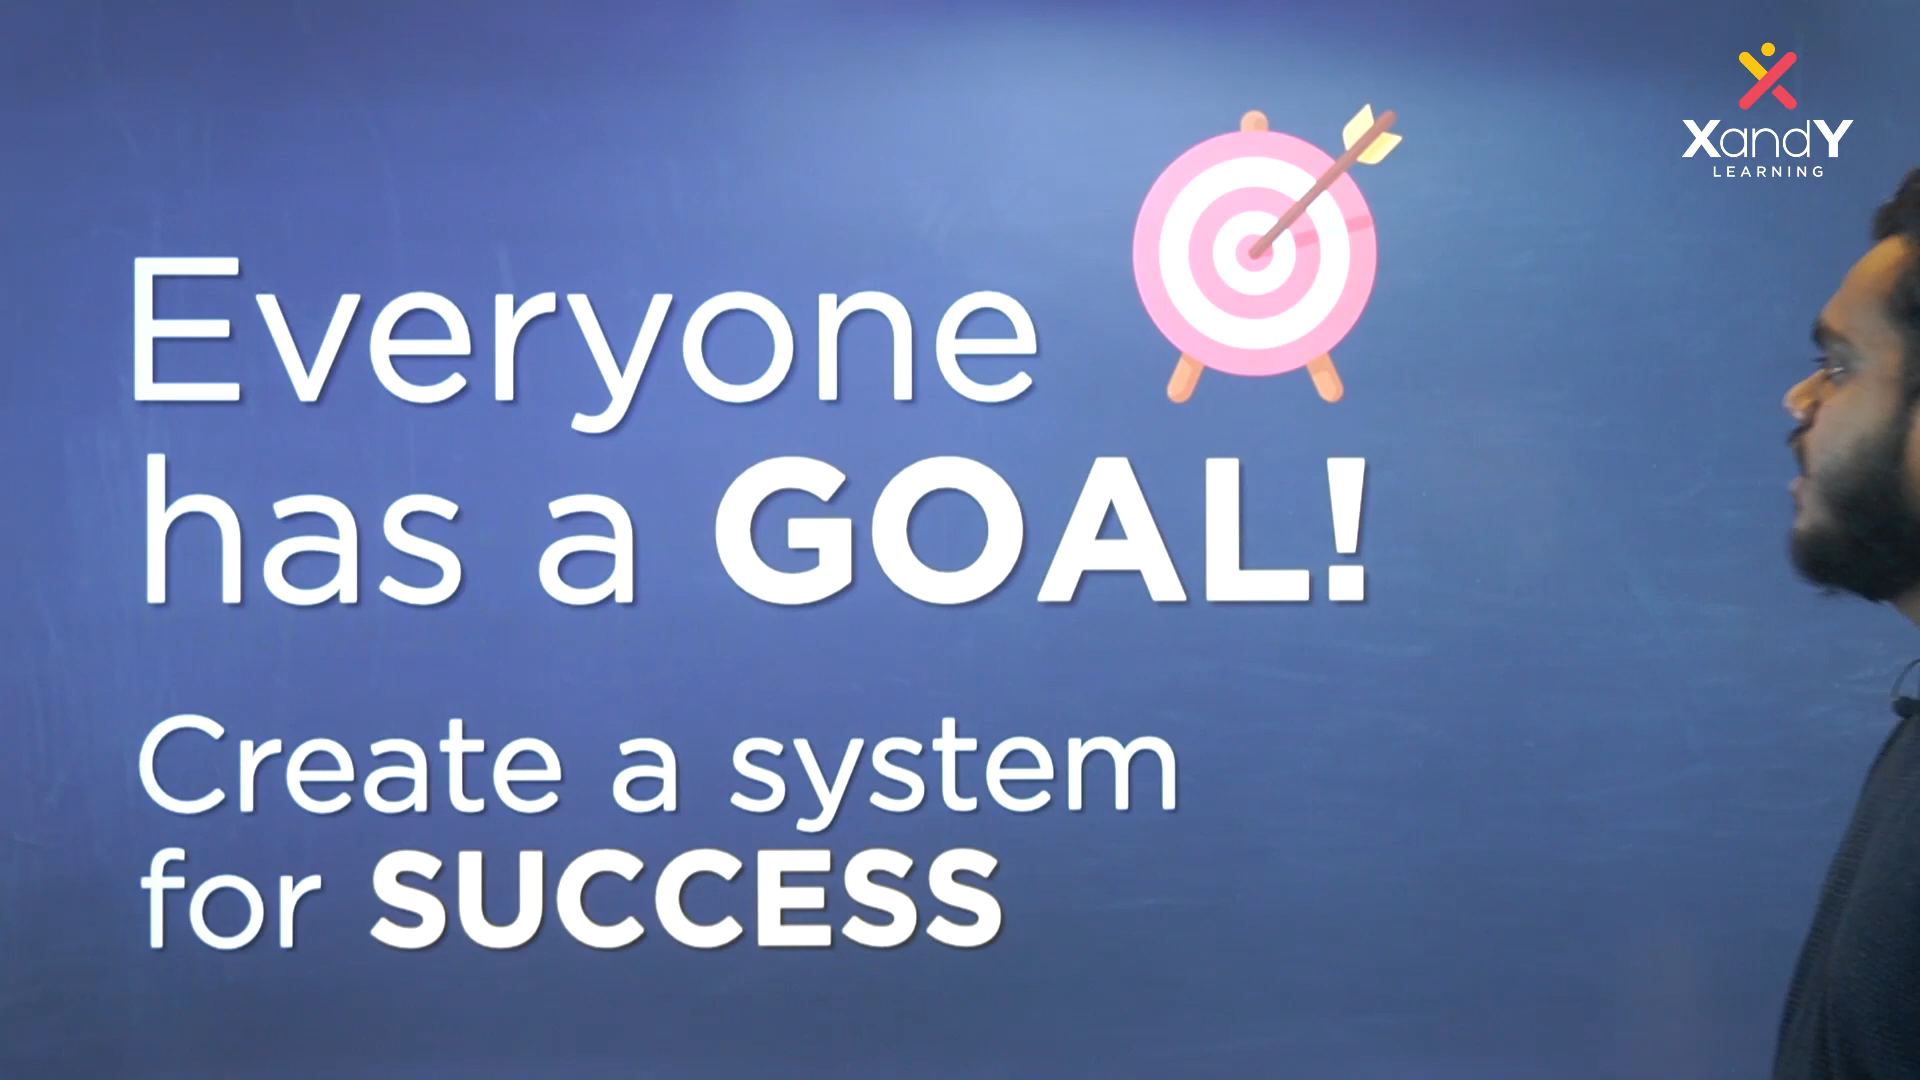 XandY
LEARNING
Everyone
has a GOAL!
Create a system
for SUCCESS